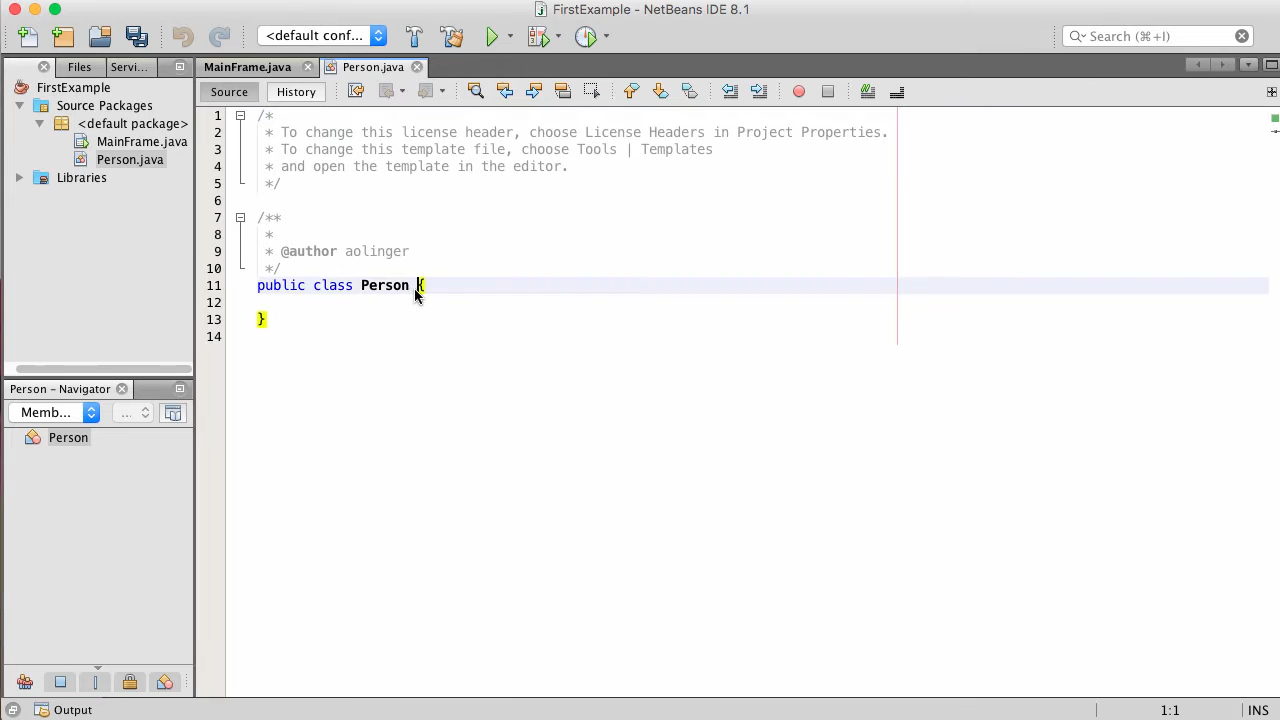 FirstExample - NetBeans IDE 8.1
<default conf...
Search (⌘+I)
Files
Servi...
MainFrame.java
Person.java
FirstExample
Source
History
Source Packages
<default package>
MainFrame.java
Person.java
Libraries
1 /*
2 * To change this license header, choose License Headers in Project Properties.
3 * To change this template file, choose Tools | Templates
4 * and open the template in the editor.
5 */
6
7 /**
8 *
9 * @author aolinger
10 */
11 public class Person {
12
13 }
14
Person - Navigator
Memb...
...
Person
Output
1:1
INS